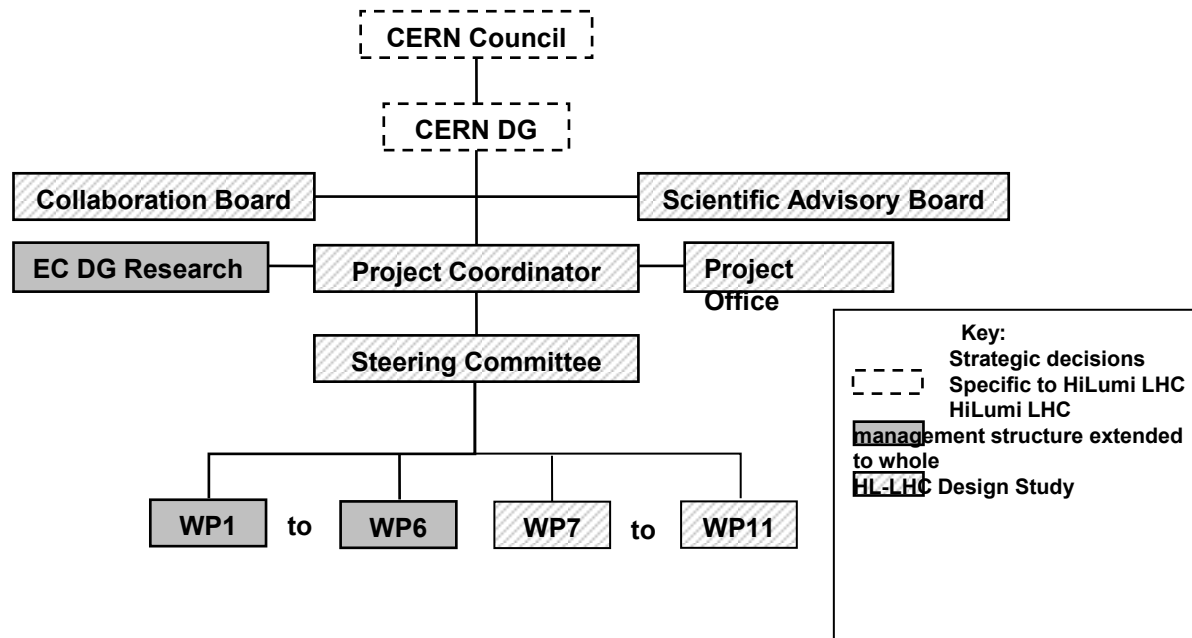 CERN Council
CERN DG
Collaboration Board
Scientific Advisory Board
EC DG Research
Project Coordinator
Project
Office
Steering Committee
Key:
Strategic decisions
Specific to HiLumi LHC
HiLumi LHC
management structure extended
to whole
HL-LHC Design Study
WP1 to WP6 WP7 to WP11